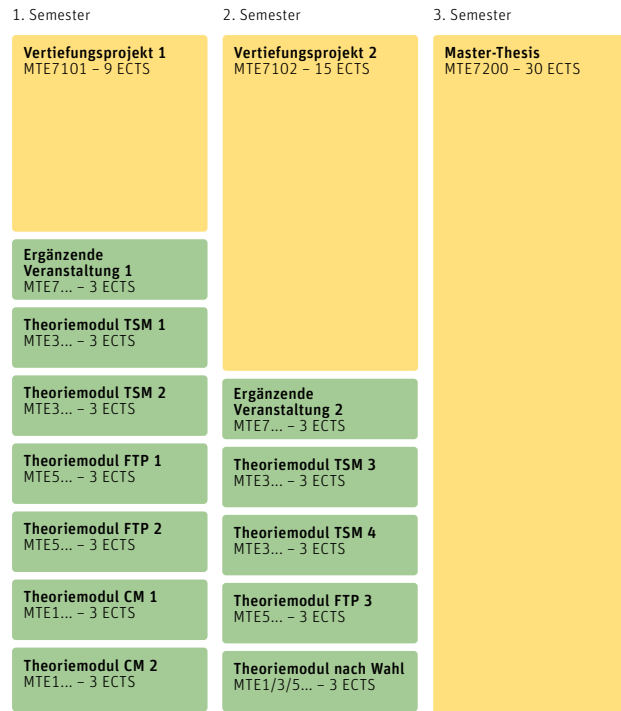 1. Semester
2. Semester
3. Semester
Vertiefungsprojekt 1
MTE7101 – 9 ECTS
Ergänzende
Veranstaltung 1
MTE7... – 3 ECTS
Theoriemodul TSM 1
MTE3... – 3 ECTS
Theoriemodul TSM 2
MTE3... – 3 ECTS
Theoriemodul FTP 1
MTE5... – 3 ECTS
Theoriemodul FTP 2
MTE5... – 3 ECTS
Theoriemodul CM 1
MTE1... – 3 ECTS
Theoriemodul CM 2
MTE1... – 3 ECTS
Vertiefungsprojekt 2
MTE7102 – 15 ECTS
Ergänzende
Veranstaltung 2
MTE7... – 3 ECTS
Theoriemodul TSM 3
MTE3... – 3 ECTS
Theoriemodul TSM 4
MTE3... – 3 ECTS
Theoriemodul FTP 3
MTE5... – 3 ECTS
Theoriemodul nach Wahl
MTE1/3/5... – 3 ECTS
Master-Thesis
MTE7200 – 30 ECTS